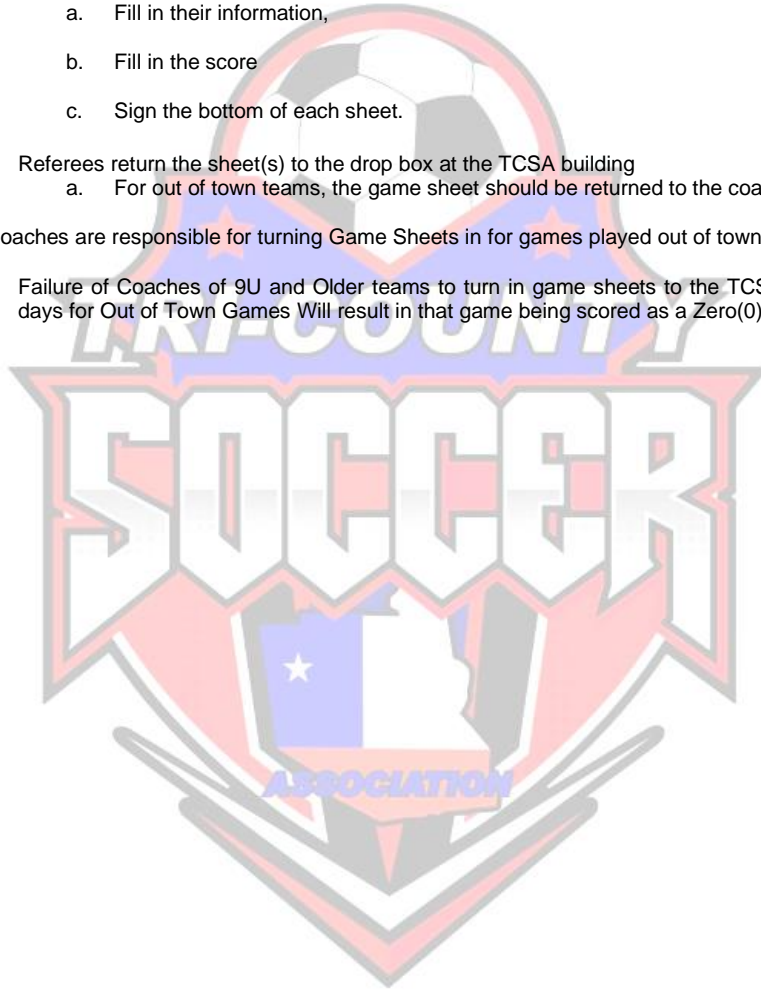 a. Fill in their information,
b. Fill in the score
c. Sign the bottom of each sheet.
Referees return the sheet(s) to the drop box at the TCSA building
a. For out of town teams, the game sheet should be returned to the coa
oaches are responsible for turning Game Sheets in for games played out of town
Failure of Coaches of 9U and Older teams to turn in game sheets to the TCS
days for Out of Town Games Will result in that game being scored as a Zero(0)
TRI-COUNTY
SOCCER
ASSOCIATION